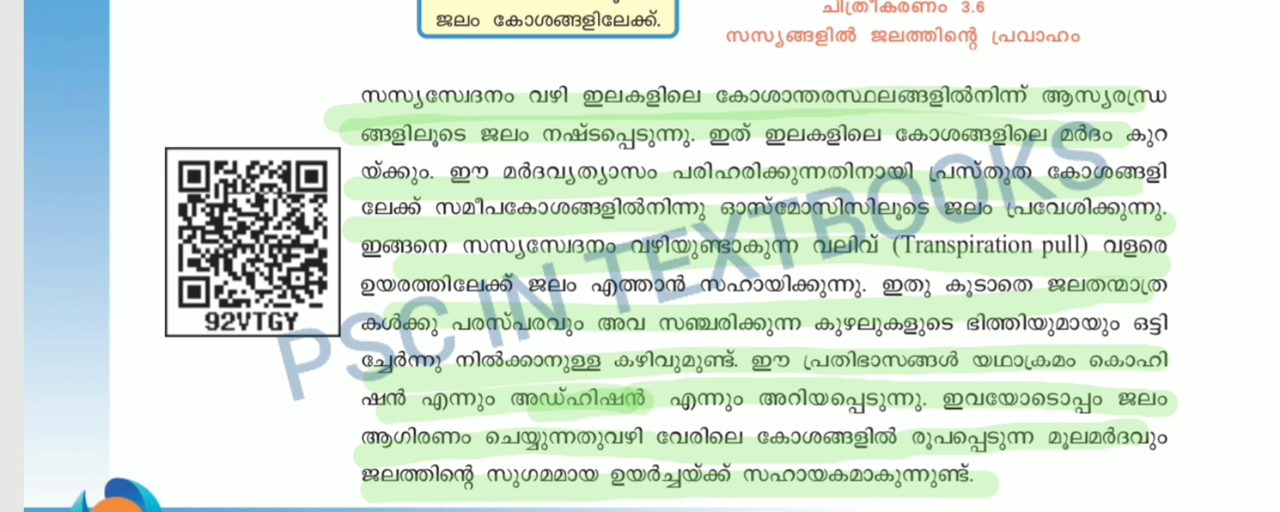 ജലം കോശങ്ങളിലേക്ക്.
ചിത്രീകരണം 3.6
സസ്യങ്ങളിൽ ജലത്തിന്റെ പ്രവാഹം
സസ്യസ്വേദനം വഴി ഇലകളിലെ കോശാന്തരസ്ഥലങ്ങളിൽനിന്ന് ആസ്യരന്ധ്ര
ങ്ങളിലൂടെ ജലം നഷ്ടപ്പെടുന്നു. ഇത് ഇലകളിലെ കോശങ്ങളിലെ മർദം കുറ
യ്ക്കും. ഈ മർദവ്യത്യാസം പരിഹരിക്കുന്നതിനായി പ്രസ്തുത കോശങ്ങളി
ലേക്ക് സമീപകോശങ്ങളിൽനിന്നു ഓസ്മോസിസിലൂടെ ജലം പ്രവേശിക്കുന്നു.
ഇങ്ങനെ സസ്യസ്വേദനം വഴിയുണ്ടാകുന്ന വലിവ് (Transpiration pull) വളരെ
ഉയരത്തിലേക്ക് ജലം എത്താൻ സഹായിക്കുന്നു. ഇതു കൂടാതെ ജലതന്മാത്ര
കൾക്കു പരസ്പരവും അവ സഞ്ചരിക്കുന്ന കുഴലുകളുടെ ഭിത്തിയുമായും ഒട്ടി
ച്ചേർന്നു നിൽക്കാനുള്ള കഴിവുമുണ്ട്. ഈ പ്രതിഭാസങ്ങൾ യഥാക്രമം കൊഹി
ഷൻ എന്നും അഡ്ഹിഷൻ എന്നും അറിയപ്പെടുന്നു. ഇവയോടൊപ്പം ജലം
ആഗിരണം ചെയ്യുന്നതുവഴി വേരിലെ കോശങ്ങളിൽ രൂപപ്പെടുന്ന മൂലമർദവും
ജലത്തിന്റെ സുഗമമായ ഉയർച്ചയ്ക്ക് സഹായകമാകുന്നുണ്ട്.
92VTGY
PSC IN TEXTBOOKS